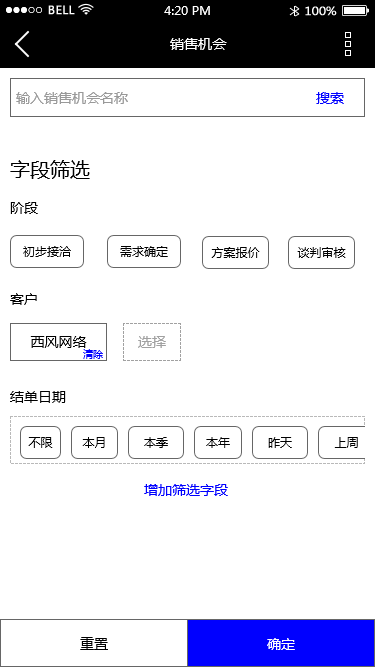 BELL 4:20 PM 100%
销售机会
输入销售机会名称 搜索
字段筛选
阶段
初步接洽 需求确定 方案报价 谈判审核
客户
西风网络 清除 选择
结单日期
不限 本月 本季 本年 昨天 上周
增加筛选字段
重置 确定